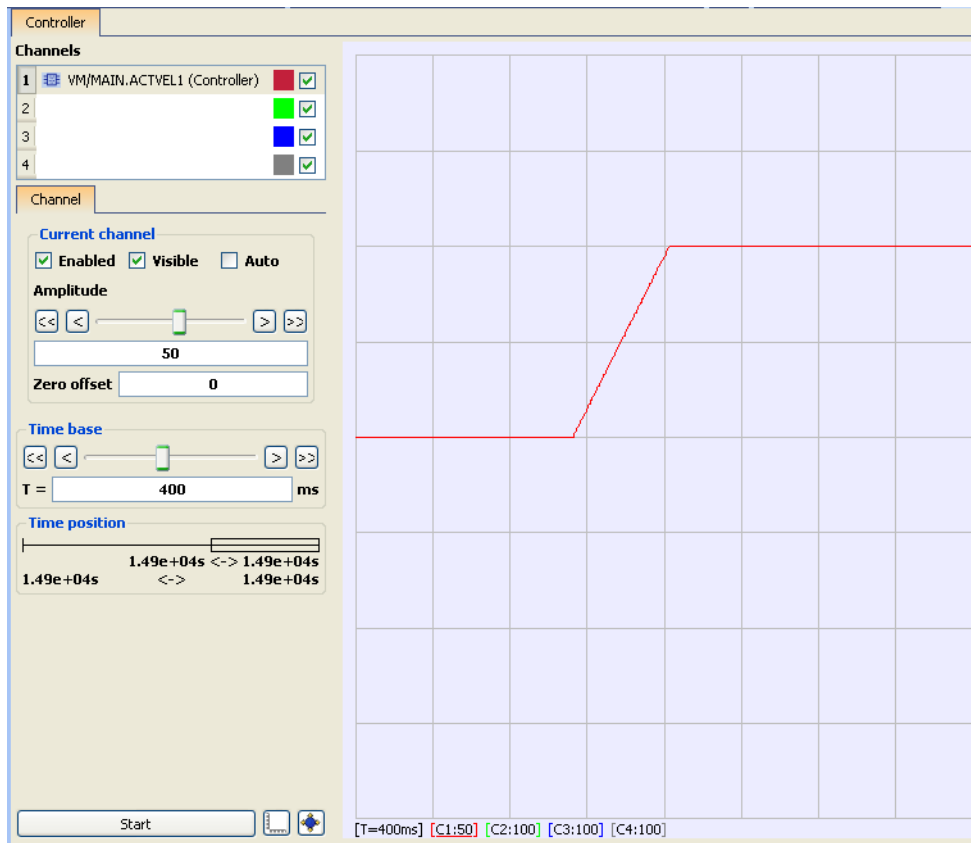 Controller
Channels
1 VM/MAIN.ACTVEL1 (Controller)
2
3
4
Channel
Current channel
Enabled Visible Auto
Amplitude
<< < > >>
50
Zero offset 0
Time base
<< < > >>
T = 400 ms
Time position
1.49e+04s <-> 1.49e+04s
1.49e+04s <-> 1.49e+04s
Start
[T=400ms] [C1:50] [C2:100] [C3:100] [C4:100]